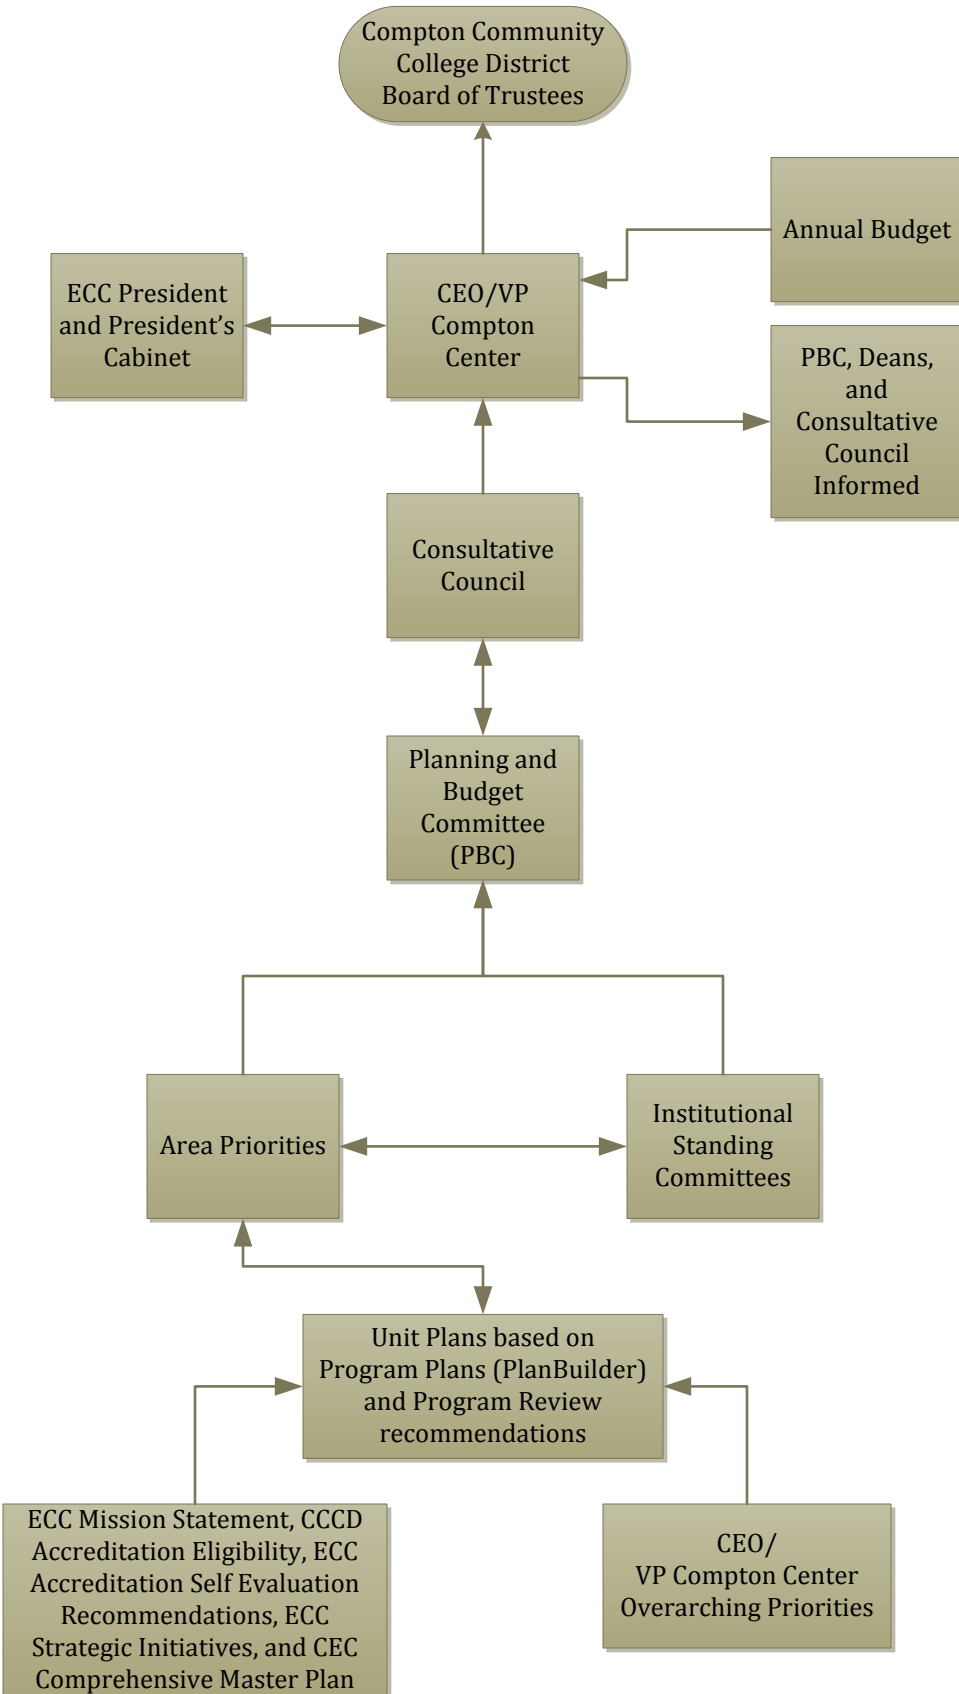 Compton Community
College District
Board of Trustees
Annual Budget
ECC President
and President's
Cabinet
CEO/VP
Compton
Center
PBC, Deans,
and
Consultative
Council
Informed
Consultative
Council
Planning and
Budget
Committee
(PBC)
Area Priorities
Institutional
Standing
Committees
Unit Plans based on
Program Plans (PlanBuilder)
and Program Review
recommendations
ECC Mission Statement, CCCD
Accreditation Eligibility, ECC
Accreditation Self Evaluation
Recommendations, ECC
Strategic Initiatives, and CEC
Comprehensive Master Plan
CEO/
VP Compton Center
Overarching Priorities